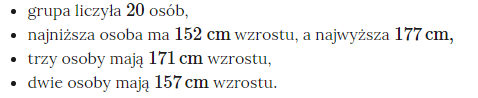 • grupa liczyła 20 osób,
• najniższa osoba ma 152 cm wzrostu, a najwyższa 177 cm,
• trzy osoby mają 171 cm wzrostu,
• dwie osoby mają 157 cm wzrostu.